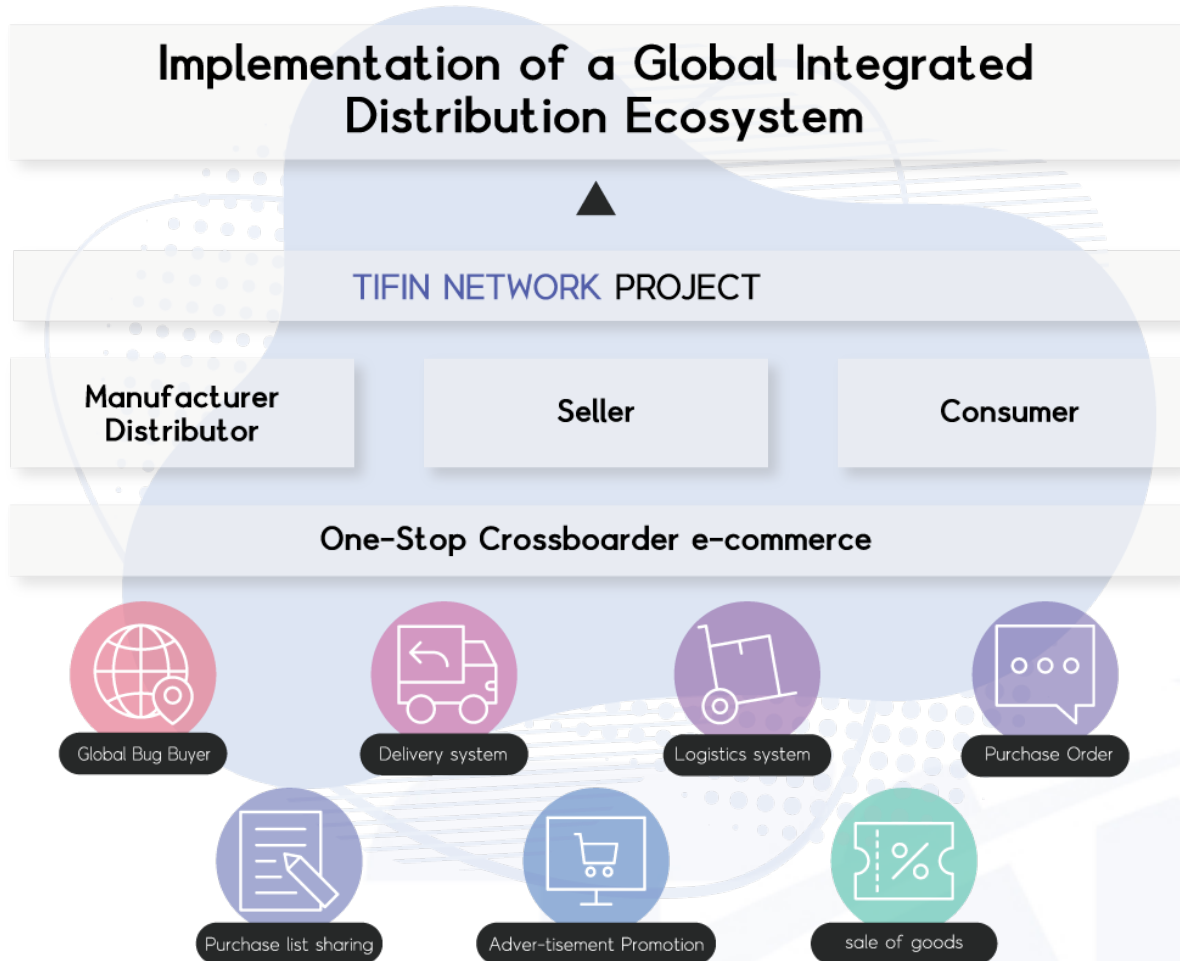 Implementation of a Global Integrated
Distribution Ecosystem
TIFIN NETWORK PROJECT
Manufacturer
Distributor
Seller
Consumer
One-Stop Crossboarder e-commerce
Global Bug Buyer
Delivery system
Logistics system
Purchase Order
Purchase list sharing
Adver-tisement Promotion
sale of goods